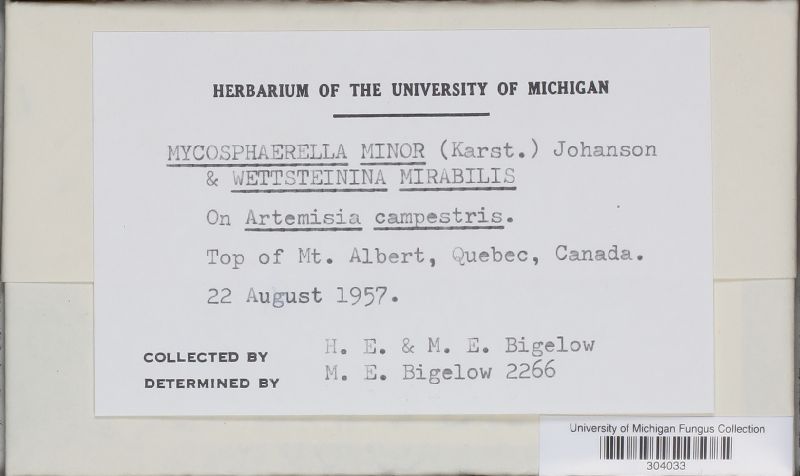 HERBARIUM OF THE UNIVERSITY OF MICHIGAN
MYCOSPHAERELLA MINOR (Karst.) Johanson
& WETTSTEININA MIRABILIS
On Artemisia campestris.
Top of Mt. Albert, Quebec, Canada.
22 August 1957.
COLLECTED BY H. E. & M. E. Bigelow
DETERMINED BY M. E. Bigelow 2266
University of Michigan Fungus Collection
304033